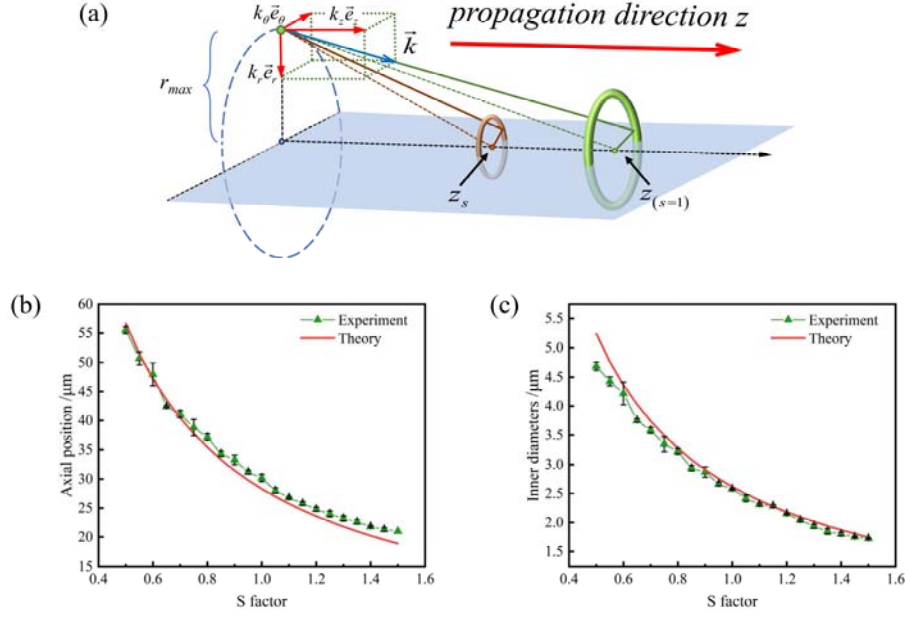 (a)
propagation direction z
k_θ e⃗_θ
k_z e⃗_z
k⃗
k_r e⃗_r
r_max
z_s
z_(s=1)
(b)
Axial position /μm
60
55
50
45
40
35
30
25
20
15
0.4 0.6 0.8 1.0 1.2 1.4 1.6
S factor
Experiment
Theory
(c)
Inner diameters /μm
5.5
5.0
4.5
4.0
3.5
3.0
2.5
2.0
1.5
0.4 0.6 0.8 1.0 1.2 1.4 1.6
S factor
Experiment
Theory